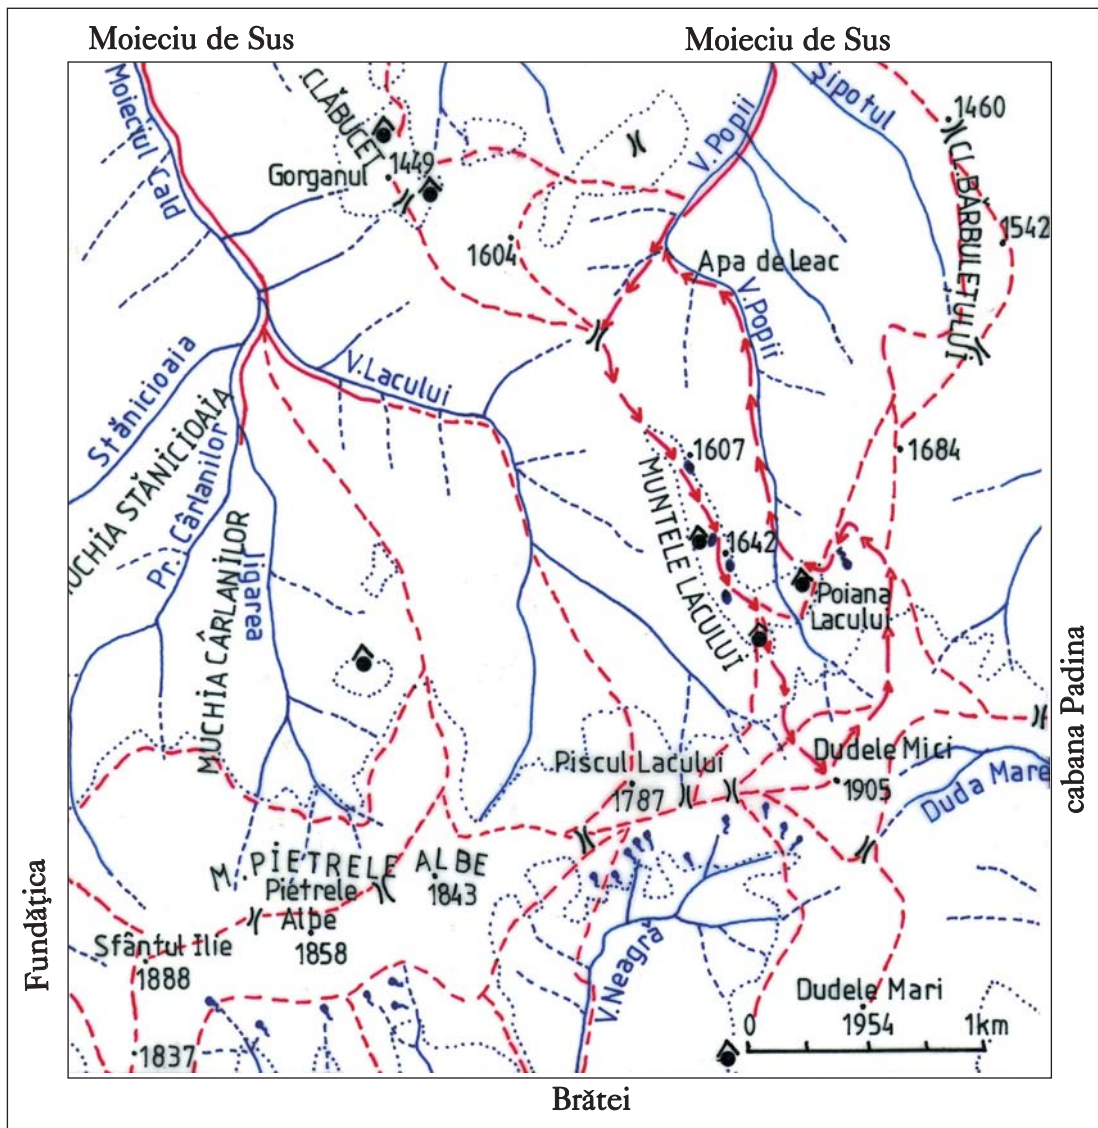 Moieciu de Sus
Moieciu de Sus
Moieciul Cald
CLĂBUCET
V. Popii
Şipotul
1460
Gorganul
1449
CL. BĂRBULEŢULUI
1542
1604
Apa de Leac
V. Popii
Stănicioaia
V. Lacului
MUCHIA STĂNICIOAIA
Pr. Cârlanilor
1607
1684
MUNTELE LACULUI
1642
MUCHIA CÂRLANILOR
Jigarea
Poiana
Lacului
cabana Padina
Piscul Lacului
1787
Dudele Mici
1905
Duda Mare
M. PIETRELE ALBE
Piétrele
Alpe
1843
1858
Fundăţica
Sfântul Ilie
1888
V. Neagră
Dudele Mari
1954
0
1km
1837
Brătei